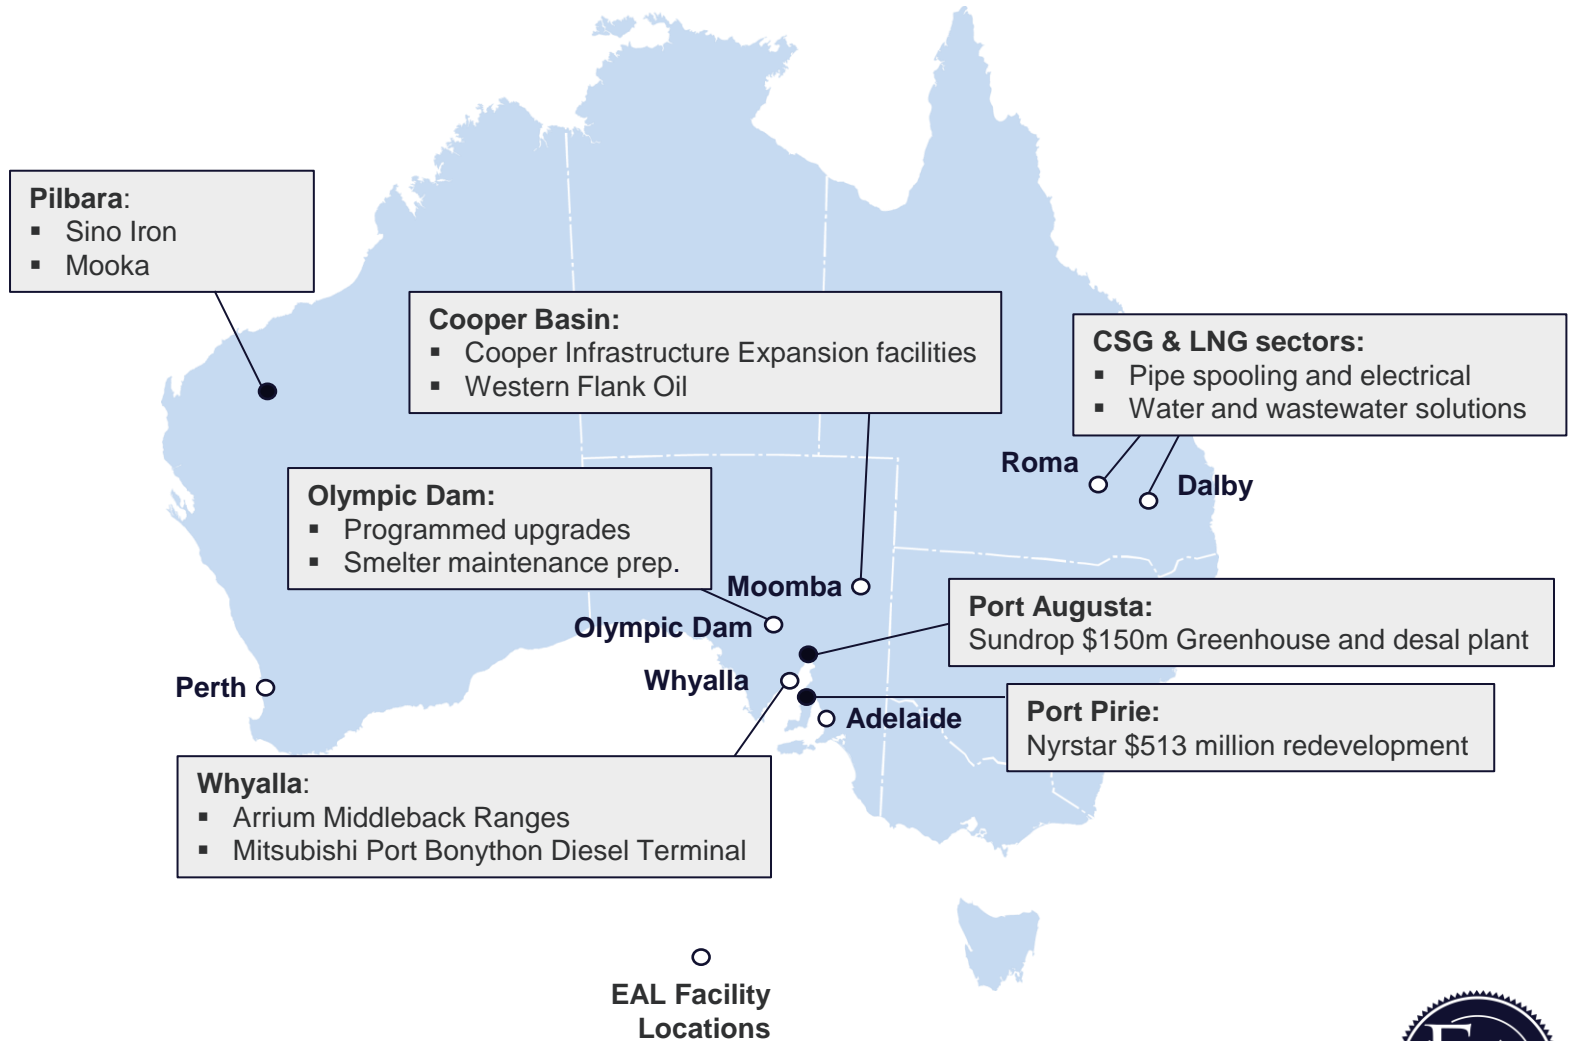 Pilbara:
▪ Sino Iron
▪ Mooka
Cooper Basin:
▪ Cooper Infrastructure Expansion facilities
▪ Western Flank Oil
CSG & LNG sectors:
▪ Pipe spooling and electrical
▪ Water and wastewater solutions
Roma
Dalby
Olympic Dam:
▪ Programmed upgrades
▪ Smelter maintenance prep.
Moomba
Olympic Dam
Port Augusta:
Sundrop $150m Greenhouse and desal plant
Whyalla
Perth
Adelaide
Port Pirie:
Nyrstar $513 million redevelopment
Whyalla:
▪ Arrium Middleback Ranges
▪ Mitsubishi Port Bonython Diesel Terminal
EAL Facility
Locations